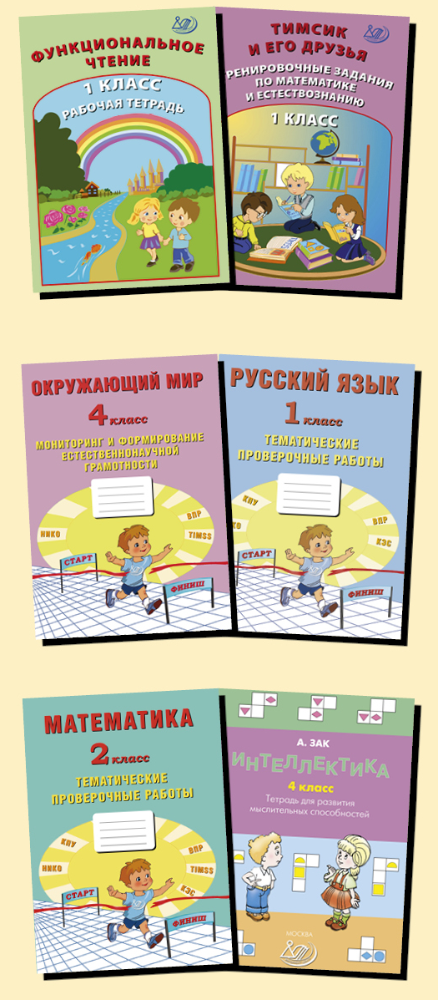 ФУНКЦИОНАЛЬНОЕ
ЧТЕНИЕ
1 КЛАСС
РАБОЧАЯ ТЕТРАДЬ
ТИМСИК
И ЕГО ДРУЗЬЯ
РЕНИРОВОЧНЫЕ ЗАДАНИЯ
ПО МАТЕМАТИКЕ
И ЕСТЕСТВОЗНАНИЮ
1 КЛАСС
ОКРУЖАЮЩИЙ МИР
4 класс
МОНИТОРИНГ И ФОРМИРОВАНИЕ
ЕСТЕСТВЕННОНАУЧНОЙ
ГРАМОТНОСТИ
ВПР
НИКО
TIMSS
СТАРТ
ФИНИШ
РУССКИЙ ЯЗЫК
1 класс
ТЕМАТИЧЕСКИЕ
ПРОВЕРОЧНЫЕ РАБОТЫ
КПУ
ВПР
КО
КЭС
СТАРТ
ФИНИШ
МАТЕМАТИКА
2 класс
ТЕМАТИЧЕСКИЕ
ПРОВЕРОЧНЫЕ РАБОТЫ
КПУ
ВПР
НИКО
TIMSS
КЭС
СТАРТ
ФИНИШ
А. ЗАК
ИНТЕЛЛЕКТИКА
4 класс
Тетрадь для развития
мыслительных способностей
МОСКВА